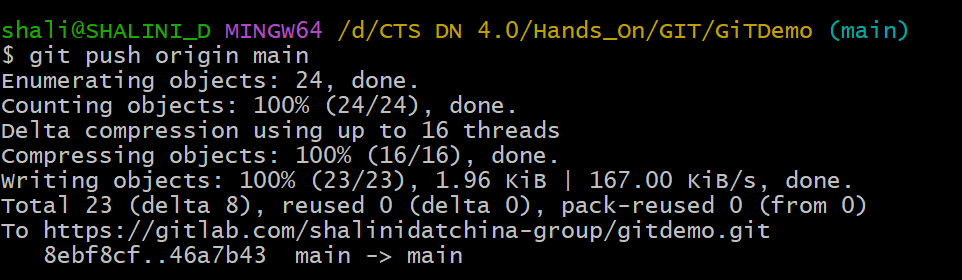 shali@SHALINI_D MINGW64 /d/CTS DN 4.0/Hands_On/GIT/GiTDemo (main)
$ git push origin main
Enumerating objects: 24, done.
Counting objects: 100% (24/24), done.
Delta compression using up to 16 threads
Compressing objects: 100% (16/16), done.
Writing objects: 100% (23/23), 1.96 KiB | 167.00 KiB/s, done.
Total 23 (delta 8), reused 0 (delta 0), pack-reused 0 (from 0)
To https://gitlab.com/shalinidatchina-group/gitdemo.git
   8ebf8cf..46a7b43  main -> main